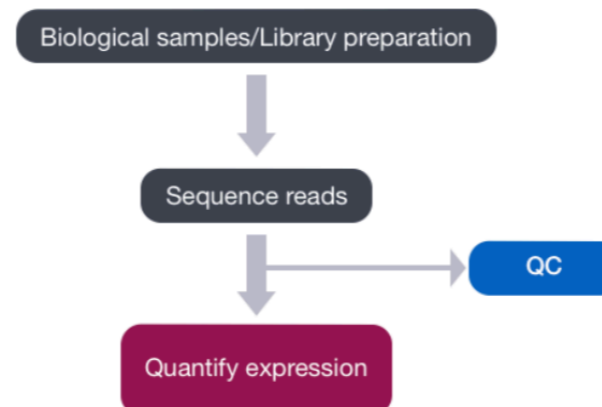 Biological samples/Library preparation
Sequence reads
QC
Quantify expression